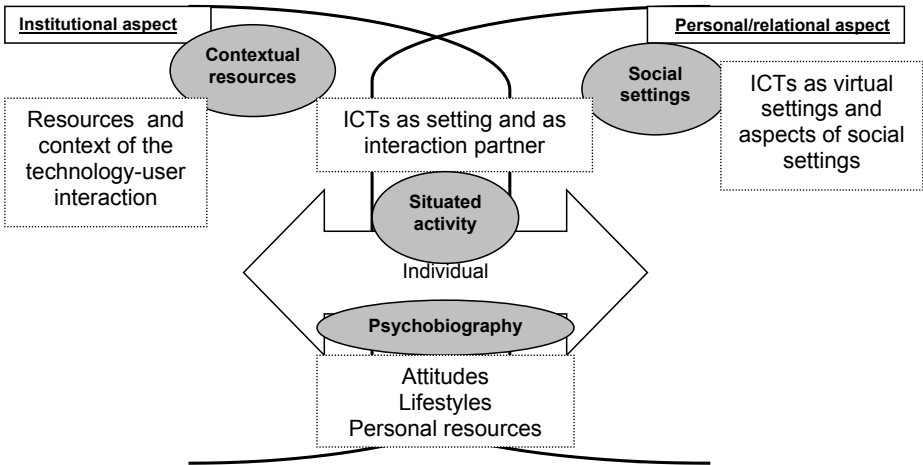 Institutional aspect
Personal/relational aspect
Contextual
resources
Social
settings
Resources and
context of the
technology-user
interaction
ICTs as setting and as
interaction partner
ICTs as virtual
settings and
aspects of social
settings
Situated
activity
Individual
Psychobiography
Attitudes
Lifestyles
Personal resources